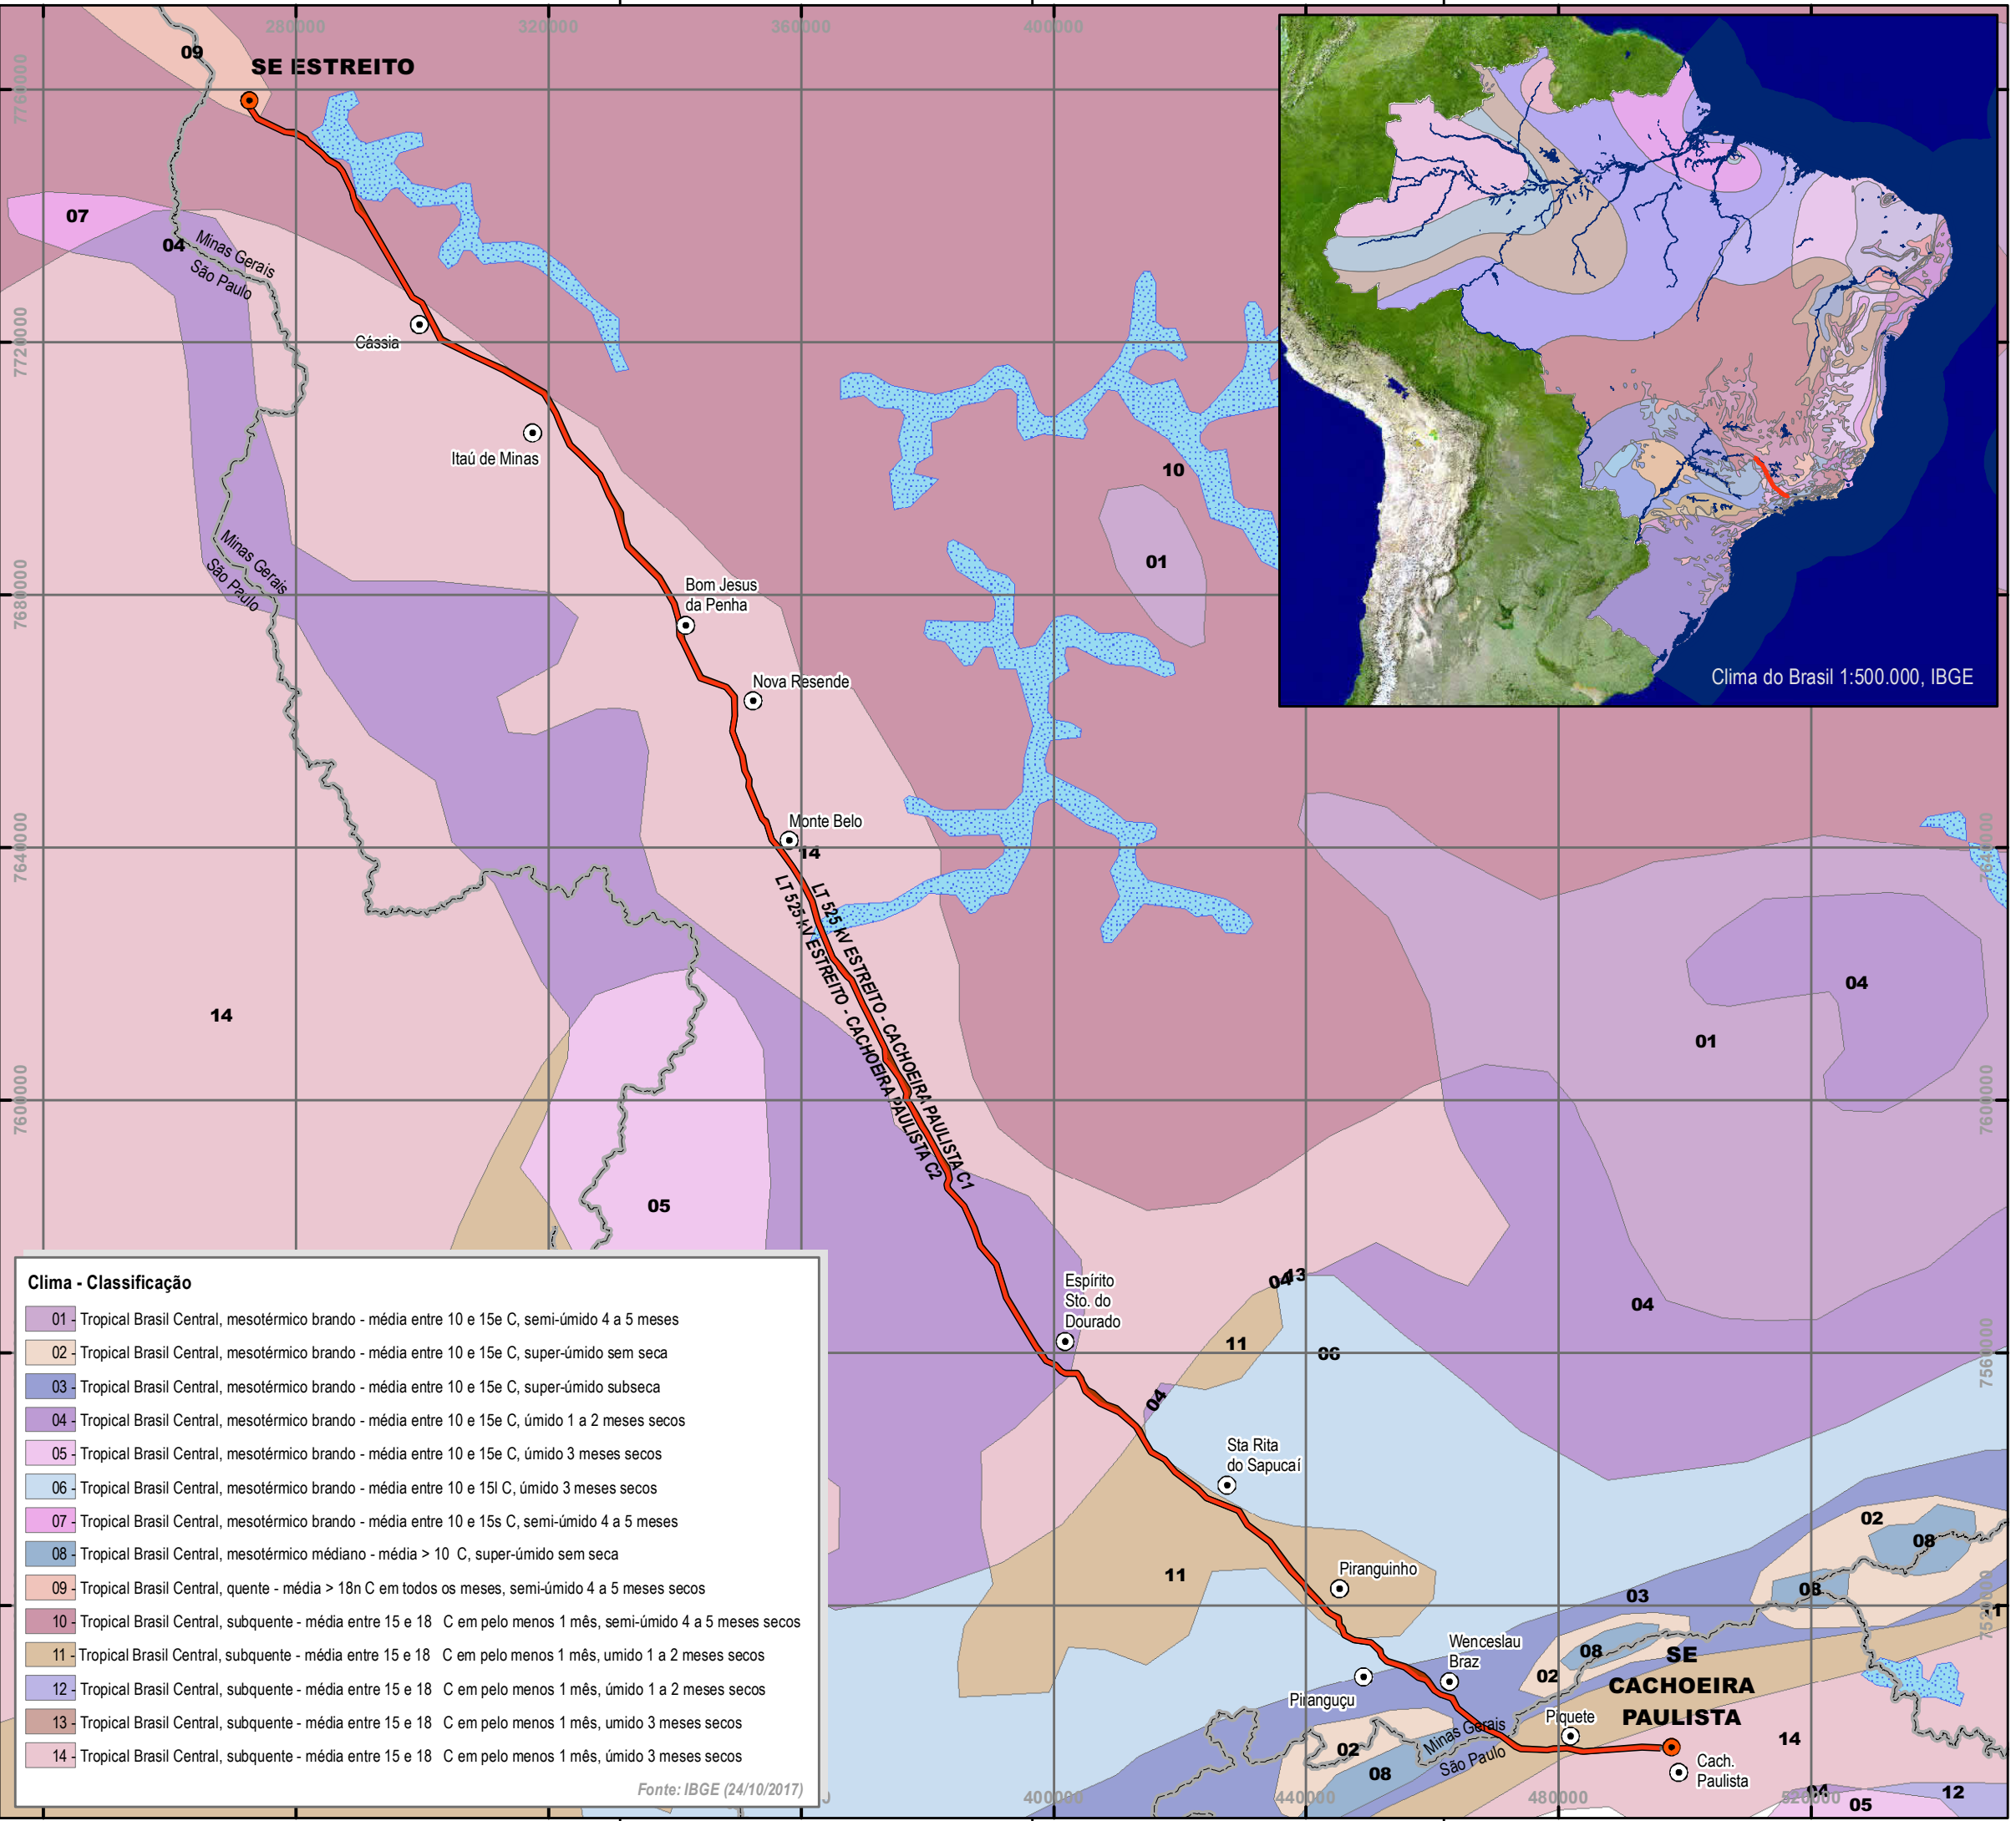 280000
320000
360000
400000
7760000
7720000
7680000
7640000
7600000
09
SE ESTREITO
07
04
Minas Gerais
São Paulo
Cássia
Itaú de Minas
10
01
Minas Gerais
São Paulo
Bom Jesus
da Penha
Nova Resende
Monte Belo
14
LT 525 kV ESTREITO - CACHOEIRA PAULISTA C1
LT 525 kV ESTREITO - CACHOEIRA PAULISTA C2
14
05
04
01
7640000
7600000
7560000
Clima do Brasil 1:500.000, IBGE
Espírito
Sto. do
Dourado
04
13
04
11
06
04
Sta Rita
do Sapucaí
11
Piranguinho
02
08
08
03
Wenceslau
Braz
08
02
SE
CACHOEIRA
PAULISTA
Piranguçu
Piquete
Minas Gerais
São Paulo
02
08
14
Cach.
Paulista
04
12
05
400000
440000
480000
520000
Clima - Classificação
01 - Tropical Brasil Central, mesotérmico brando - média entre 10 e 15e C, semi-úmido 4 a 5 meses
02 - Tropical Brasil Central, mesotérmico brando - média entre 10 e 15e C, super-úmido sem seca
03 - Tropical Brasil Central, mesotérmico brando - média entre 10 e 15e C, super-úmido subseca
04 - Tropical Brasil Central, mesotérmico brando - média entre 10 e 15e C, úmido 1 a 2 meses secos
05 - Tropical Brasil Central, mesotérmico brando - média entre 10 e 15e C, úmido 3 meses secos
06 - Tropical Brasil Central, mesotérmico brando - média entre 10 e 15l C, úmido 3 meses secos
07 - Tropical Brasil Central, mesotérmico brando - média entre 10 e 15s C, semi-úmido 4 a 5 meses
08 - Tropical Brasil Central, mesotérmico médiano - média > 10 C, super-úmido sem seca
09 - Tropical Brasil Central, quente - média > 18n C em todos os meses, semi-úmido 4 a 5 meses secos
10 - Tropical Brasil Central, subquente - média entre 15 e 18 C em pelo menos 1 mês, semi-úmido 4 a 5 meses secos
11 - Tropical Brasil Central, subquente - média entre 15 e 18 C em pelo menos 1 mês, umido 1 a 2 meses secos
12 - Tropical Brasil Central, subquente - média entre 15 e 18 C em pelo menos 1 mês, úmido 1 a 2 meses secos
13 - Tropical Brasil Central, subquente - média entre 15 e 18 C em pelo menos 1 mês, umido 3 meses secos
14 - Tropical Brasil Central, subquente - média entre 15 e 18 C em pelo menos 1 mês, úmido 3 meses secos
Fonte: IBGE (24/10/2017)